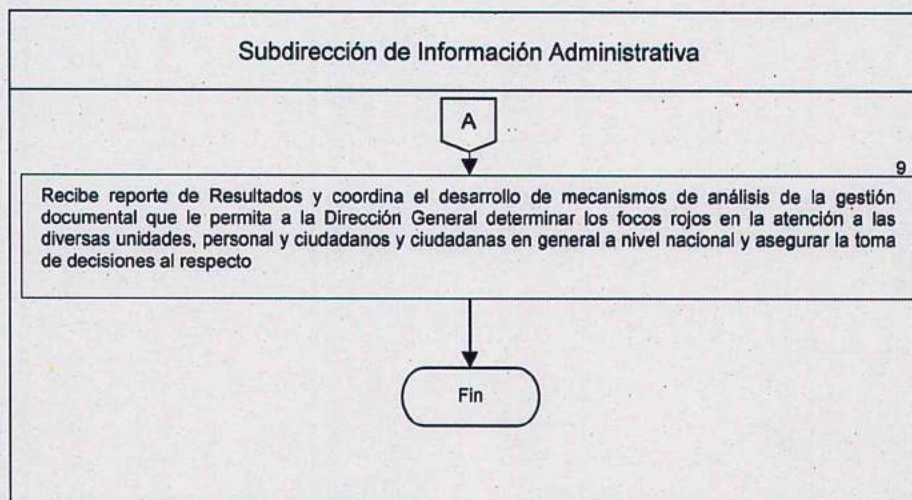 Subdirección de Información Administrativa
A
9
Recibe reporte de Resultados y coordina el desarrollo de mecanismos de análisis de la gestión
documental que le permita a la Dirección General determinar los focos rojos en la atención a las
diversas unidades, personal y ciudadanos y ciudadanas en general a nivel nacional y asegurar la toma
de decisiones al respecto
Fin